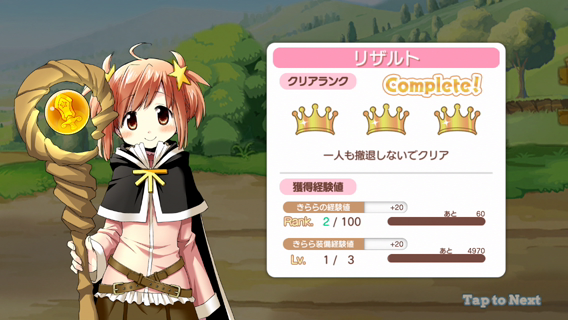 リザルト
クリアランク
Complete!
一人も撤退しないでクリア
獲得経験値
きららの経験値 +20
あと 60
Rank. 2 / 100
きらら装備経験値 +20
あと 4970
Lv. 1 / 3
Tap to Next